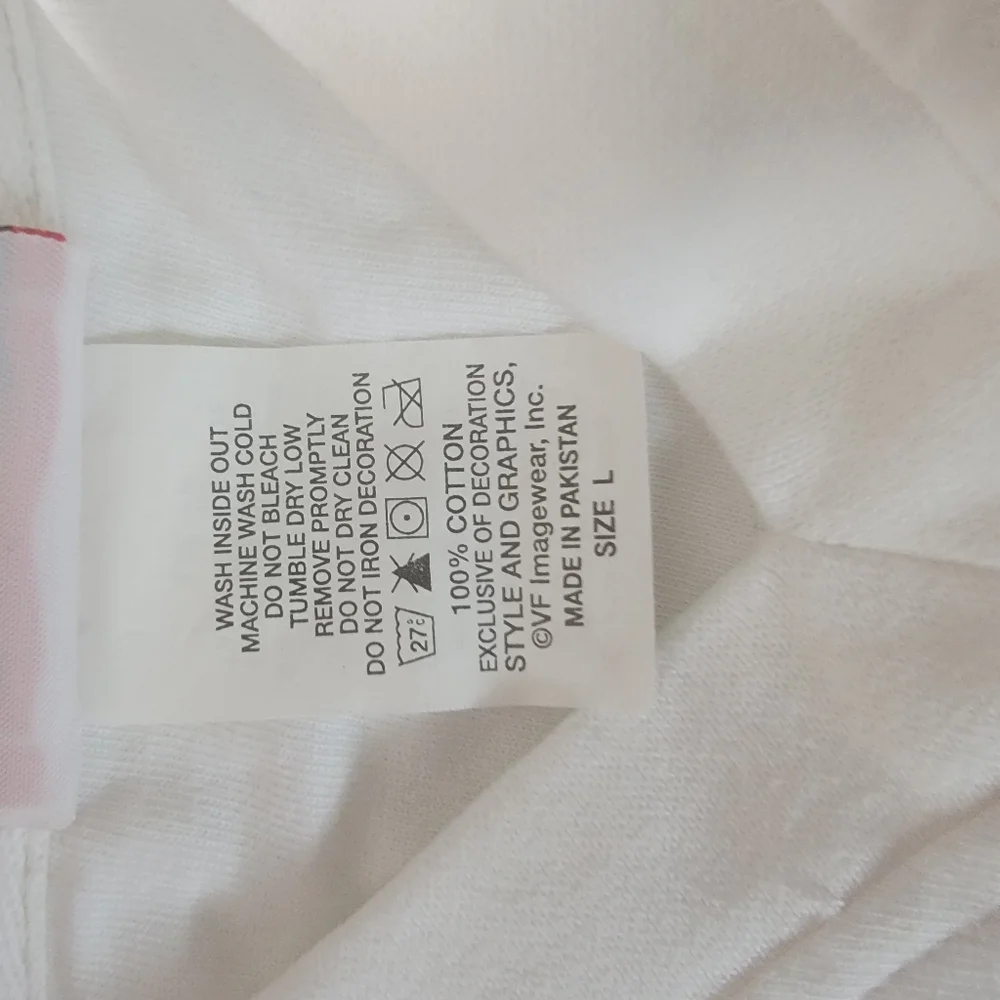 WASH INSIDE OUT
MACHINE WASH COLD
DO NOT BLEACH
TUMBLE DRY LOW
REMOVE PROMPTLY
DO NOT DRY CLEAN
DO NOT IRON DECORATION
27°C
100% COTTON
EXCLUSIVE OF DECORATION
STYLE AND GRAPHICS,
©VF Imagewear, Inc.
MADE IN PAKISTAN
SIZE L